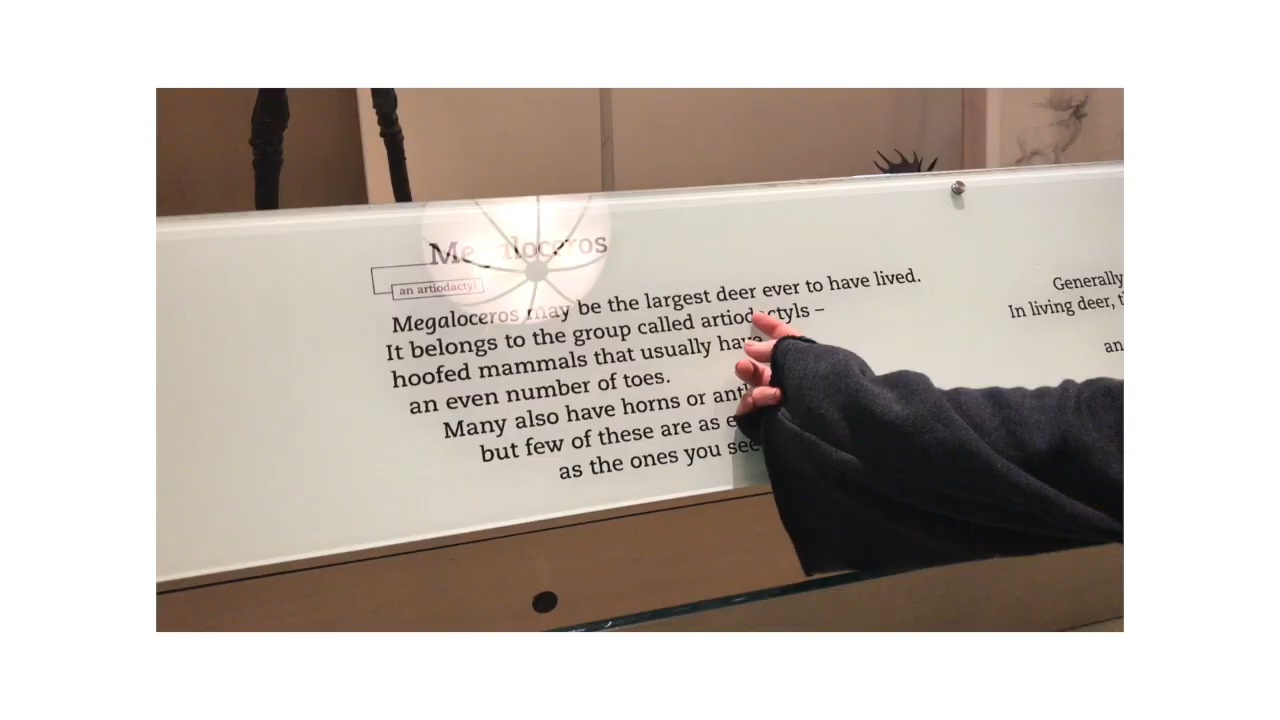 Megaloceros
an artiodactyl
Megaloceros may be the largest deer ever to have lived.
It belongs to the group called artiodactyls –
hoofed mammals that usually have
an even number of toes.
Many also have horns or
but few of these are as
as the ones you see
Generally
In living deer,